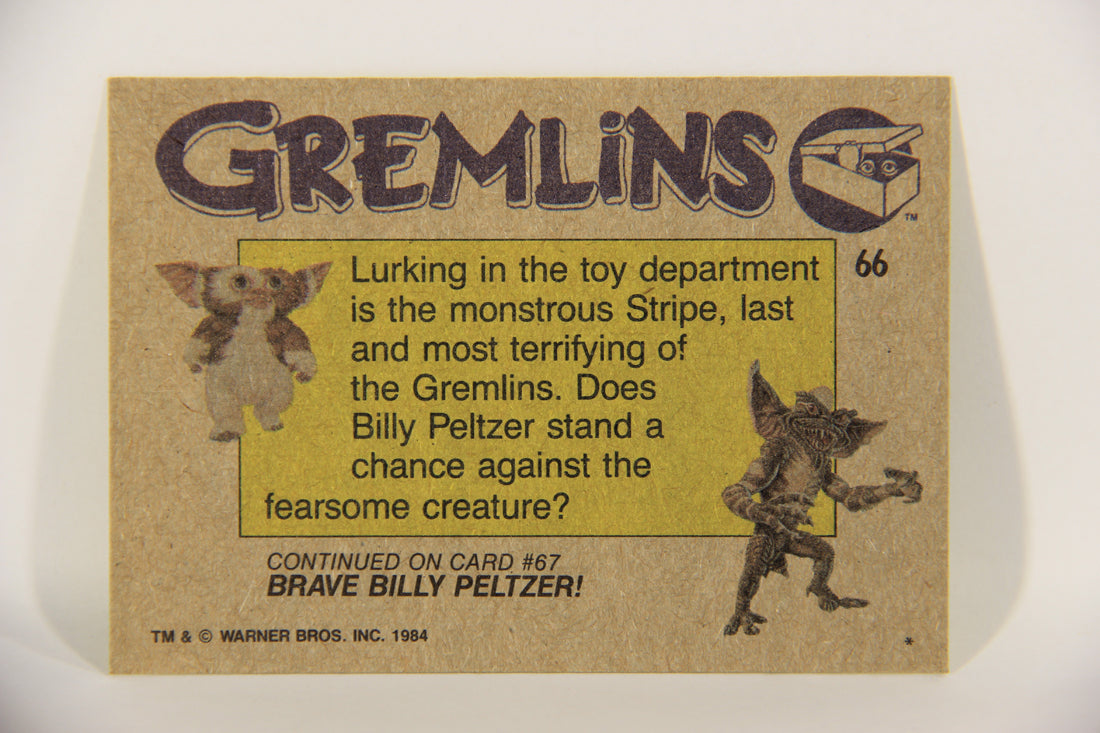 GREMLiNS
TM
66
Lurking in the toy department
is the monstrous Stripe, last
and most terrifying of
the Gremlins. Does
Billy Peltzer stand a
chance against the
fearsome creature?
CONTINUED ON CARD #67
BRAVE BILLY PELTZER!
TM & © WARNER BROS. INC. 1984
*